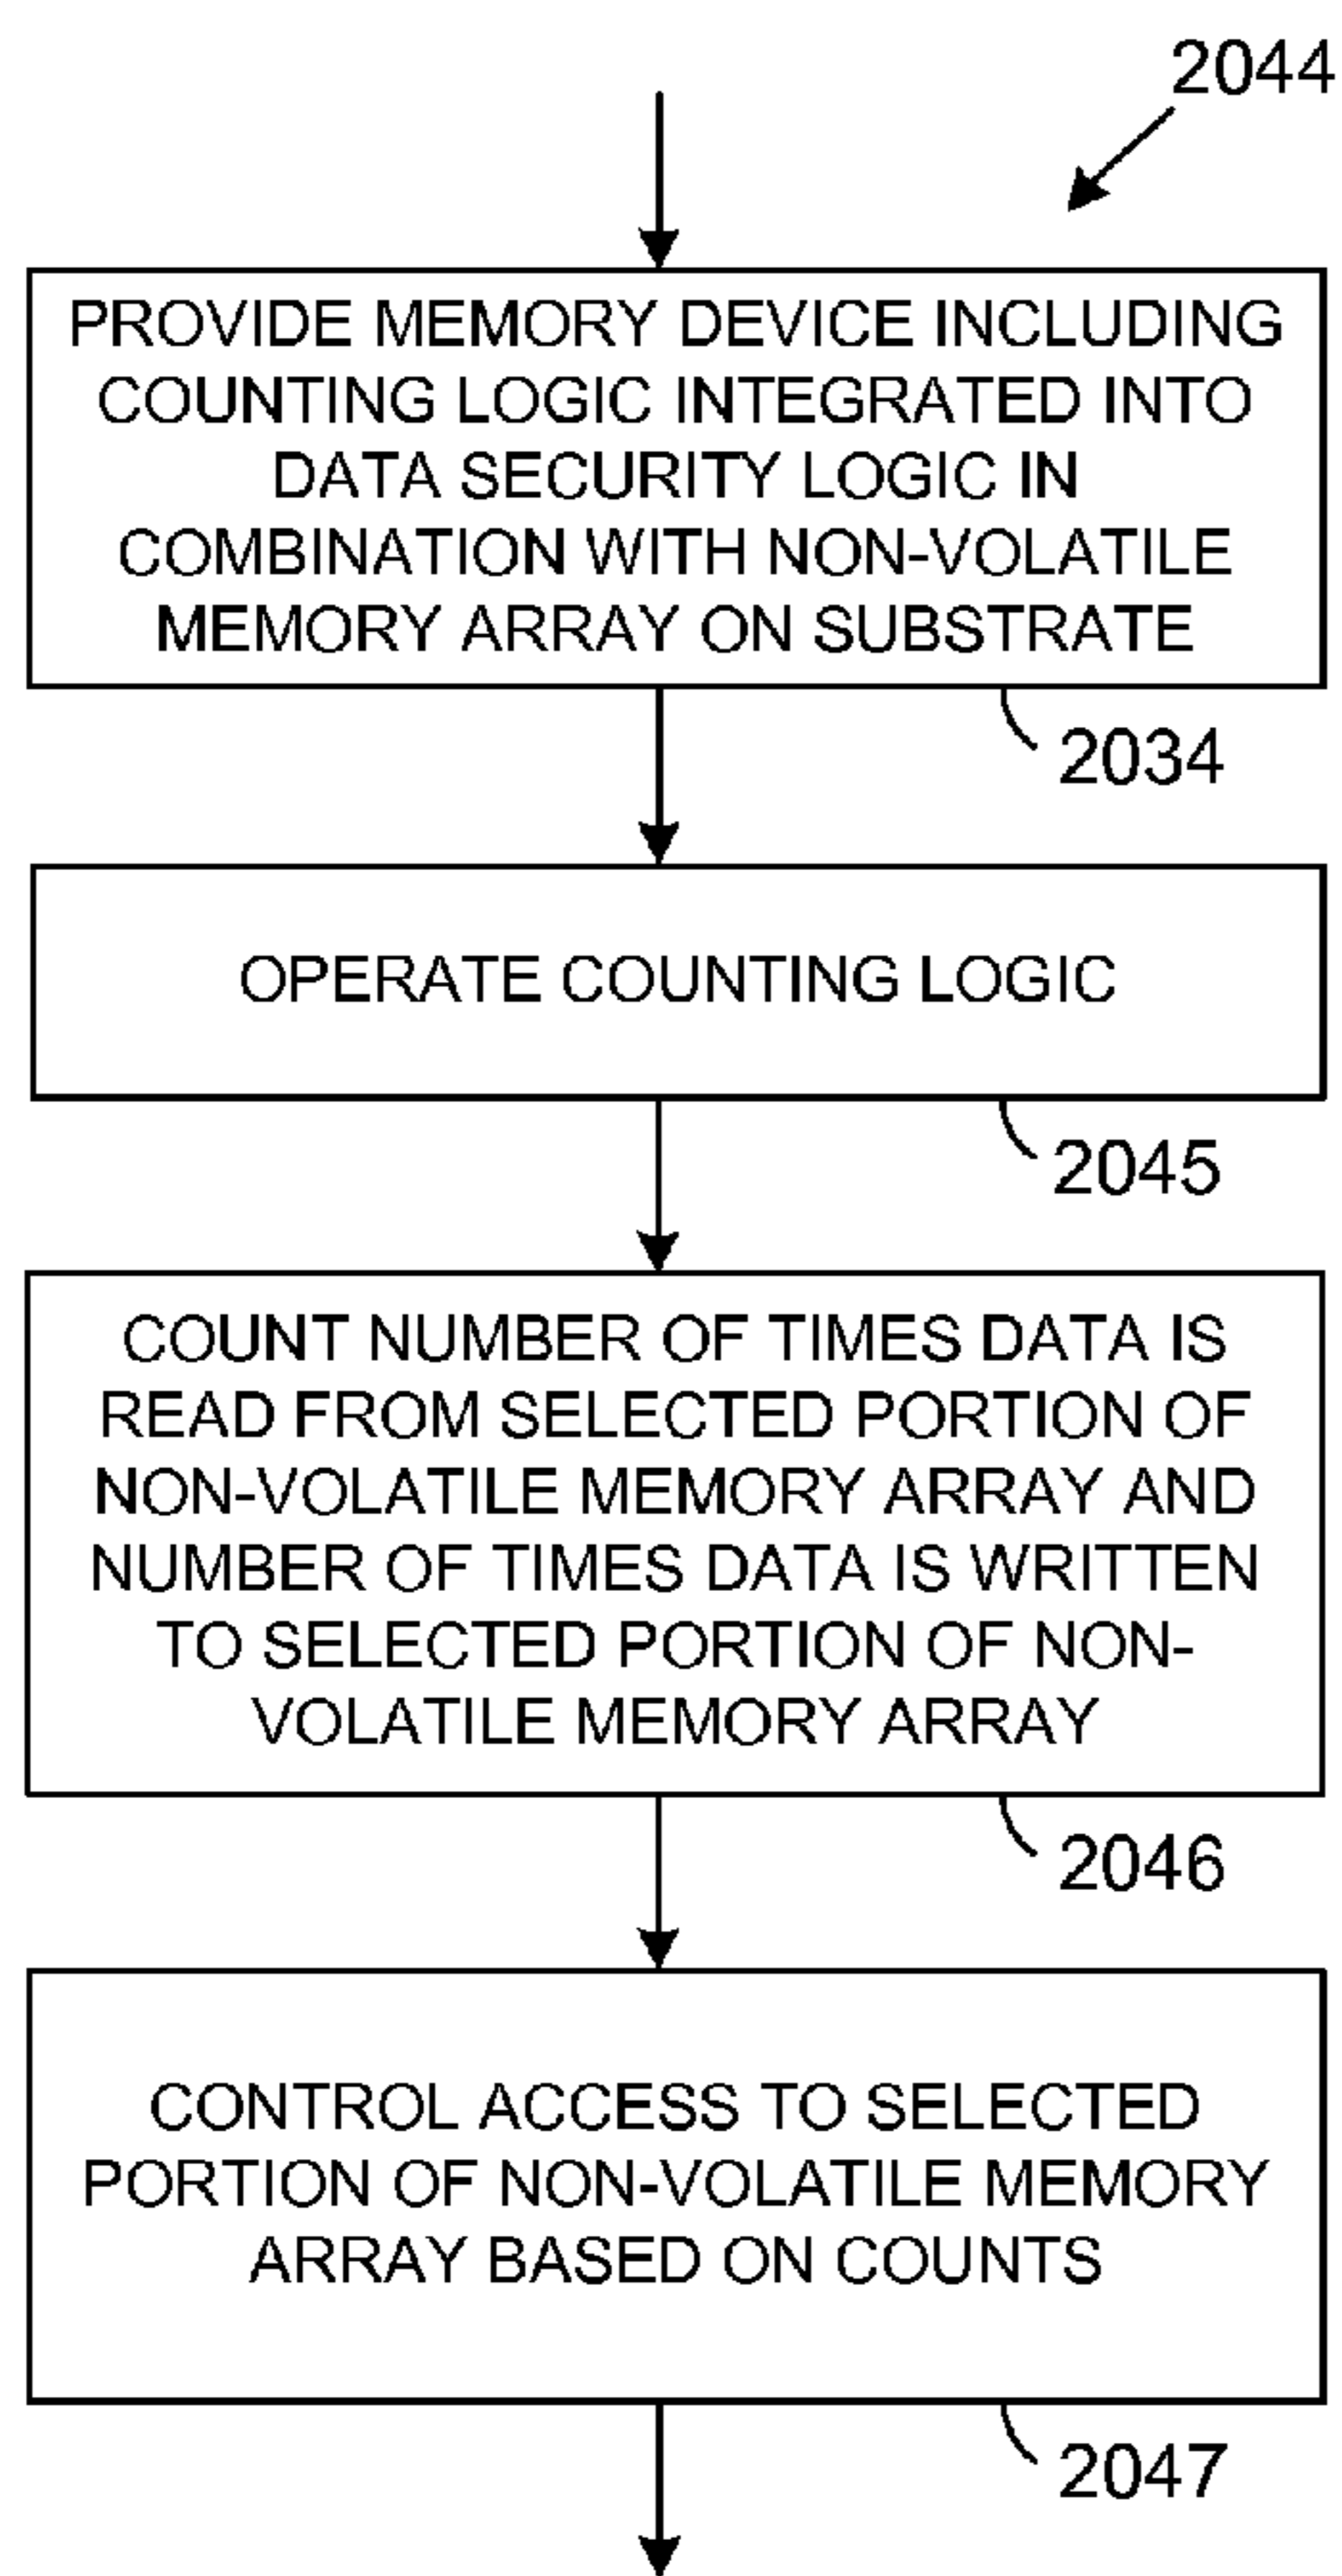 2044
PROVIDE MEMORY DEVICE INCLUDING
COUNTING LOGIC INTEGRATED INTO
DATA SECURITY LOGIC IN
COMBINATION WITH NON-VOLATILE
MEMORY ARRAY ON SUBSTRATE
2034
OPERATE COUNTING LOGIC
2045
COUNT NUMBER OF TIMES DATA IS
READ FROM SELECTED PORTION OF
NON-VOLATILE MEMORY ARRAY AND
NUMBER OF TIMES DATA IS WRITTEN
TO SELECTED PORTION OF NON-
VOLATILE MEMORY ARRAY
2046
CONTROL ACCESS TO SELECTED
PORTION OF NON-VOLATILE MEMORY
ARRAY BASED ON COUNTS
2047